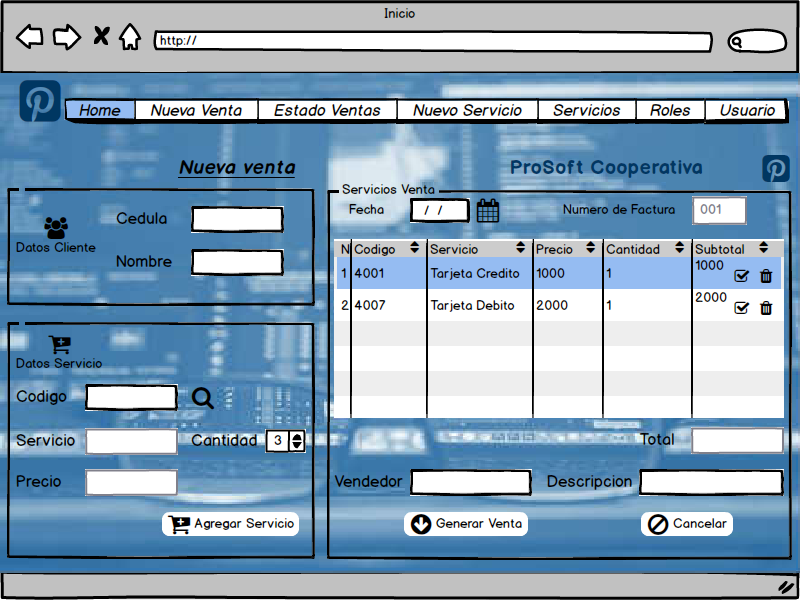 Inicio
http://
Home Nueva Venta Estado Ventas Nuevo Servicio Servicios Roles Usuario
Nueva venta
ProSoft Cooperativa
Datos Cliente
Cedula
Nombre
Datos Servicio
Codigo
Servicio
Cantidad 3
Precio
Agregar Servicio
Servicios Venta
Fecha / / Numero de Factura 001
N Codigo Servicio Precio Cantidad Subtotal
1 4001 Tarjeta Credito 1000 1 1000
2 4007 Tarjeta Debito 2000 1 2000
Total
Vendedor Descripcion
Generar Venta Cancelar